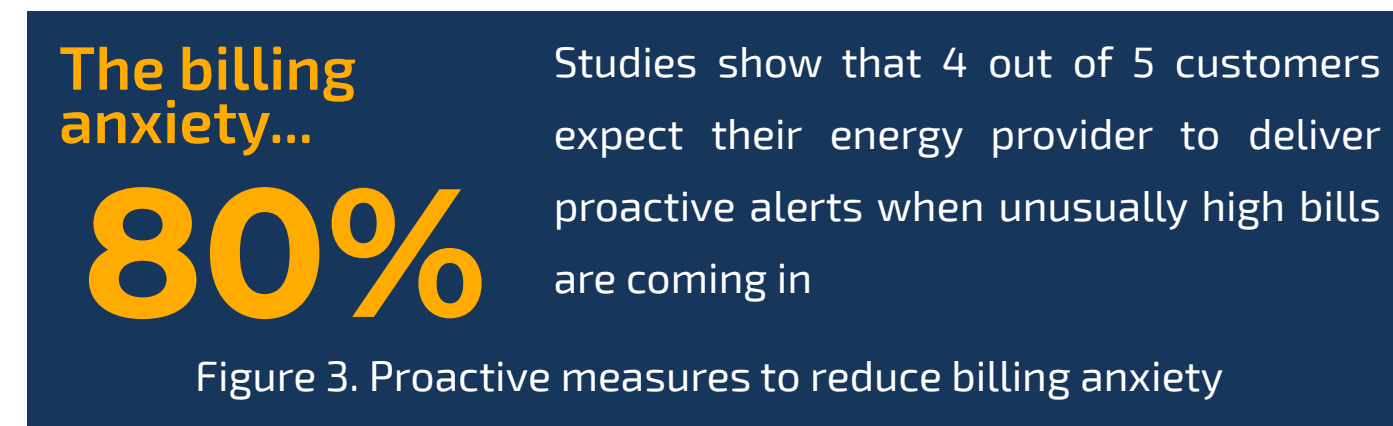 The billing
anxiety...
80%
Studies show that 4 out of 5 customers
expect their energy provider to deliver
proactive alerts when unusually high bills
are coming in
Figure 3. Proactive measures to reduce billing anxiety